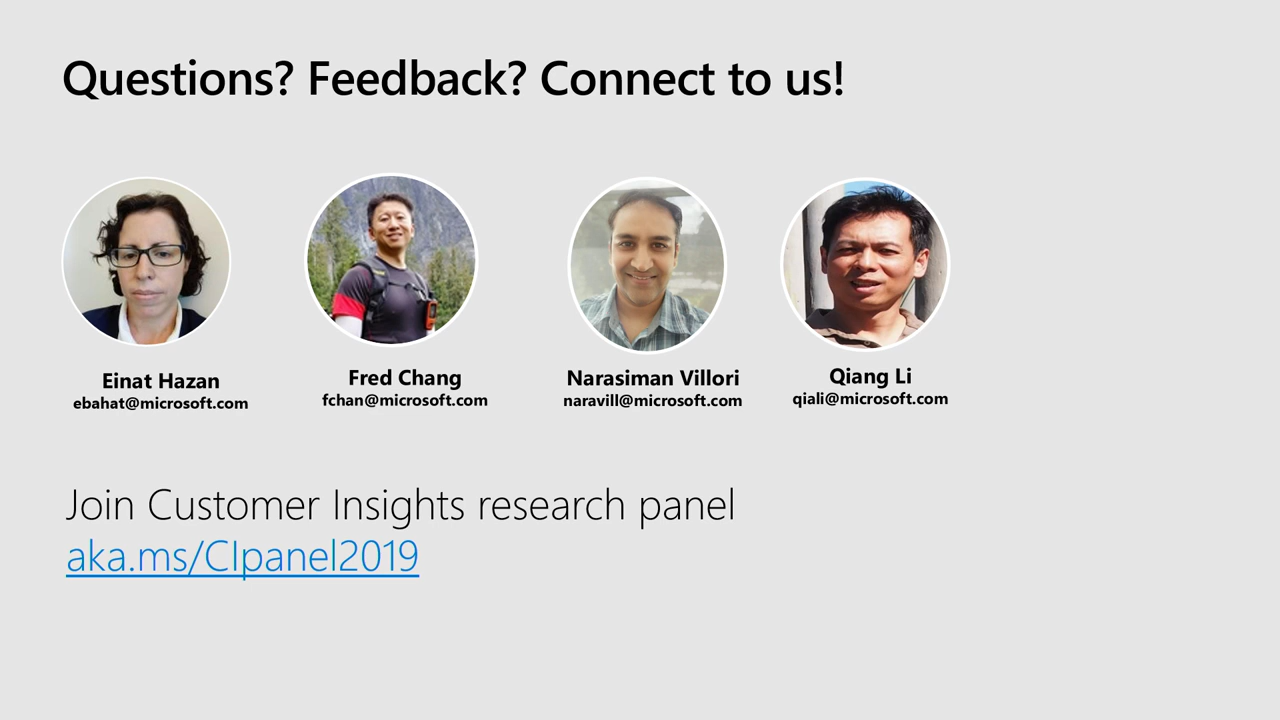 Questions? Feedback? Connect to us!
Einat Hazan
ebahat@microsoft.com
Fred Chang
fchan@microsoft.com
Narasiman Villori
naravill@microsoft.com
Qiang Li
qiali@microsoft.com
Join Customer Insights research panel
aka.ms/CIpanel2019